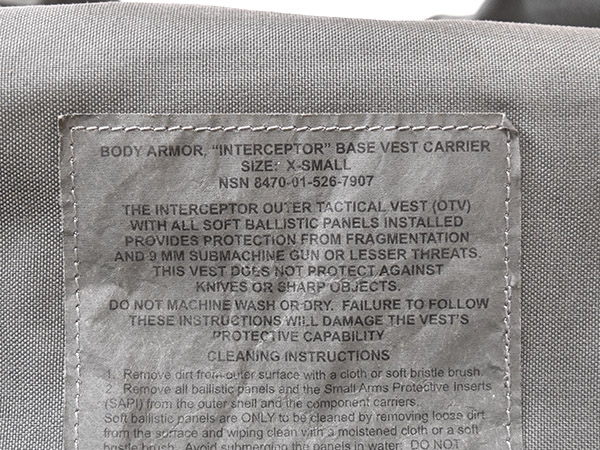 BODY ARMOR, "INTERCEPTOR" BASE VEST CARRIER
SIZE: X-SMALL
NSN 8470-01-526-7907
THE INTERCEPTOR OUTER TACTICAL VEST (OTV)
WITH ALL SOFT BALLISTIC PANELS INSTALLED
PROVIDES PROTECTION FROM FRAGMENTATION
AND 9 MM SUBMACHINE GUN OR LESSER THREATS.
THIS VEST DOES NOT PROTECT AGAINST
KNIVES OR SHARP OBJECTS.
DO NOT MACHINE WASH OR DRY. FAILURE TO FOLLOW
THESE INSTRUCTIONS WILL DAMAGE THE VEST'S
PROTECTIVE CAPABILITY
CLEANING INSTRUCTIONS
1. Remove dirt from outer surface with a cloth or soft bristle brush.
2. Remove all ballistic panels and the Small Arms Protective Inserts
(SAPI) from the outer shell and the component carriers.
Soft ballistic panels are ONLY to be cleaned by removing loose dirt
from the surface and wiping clean with a moistened cloth or a soft
bristle brush. Avoid submerging the panels in water. DO NOT